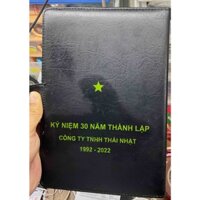 KỶ NIỆM 30 NĂM THÀNH LẬP
CÔNG TY TNHH THÁI NHẬT
1992 - 2022